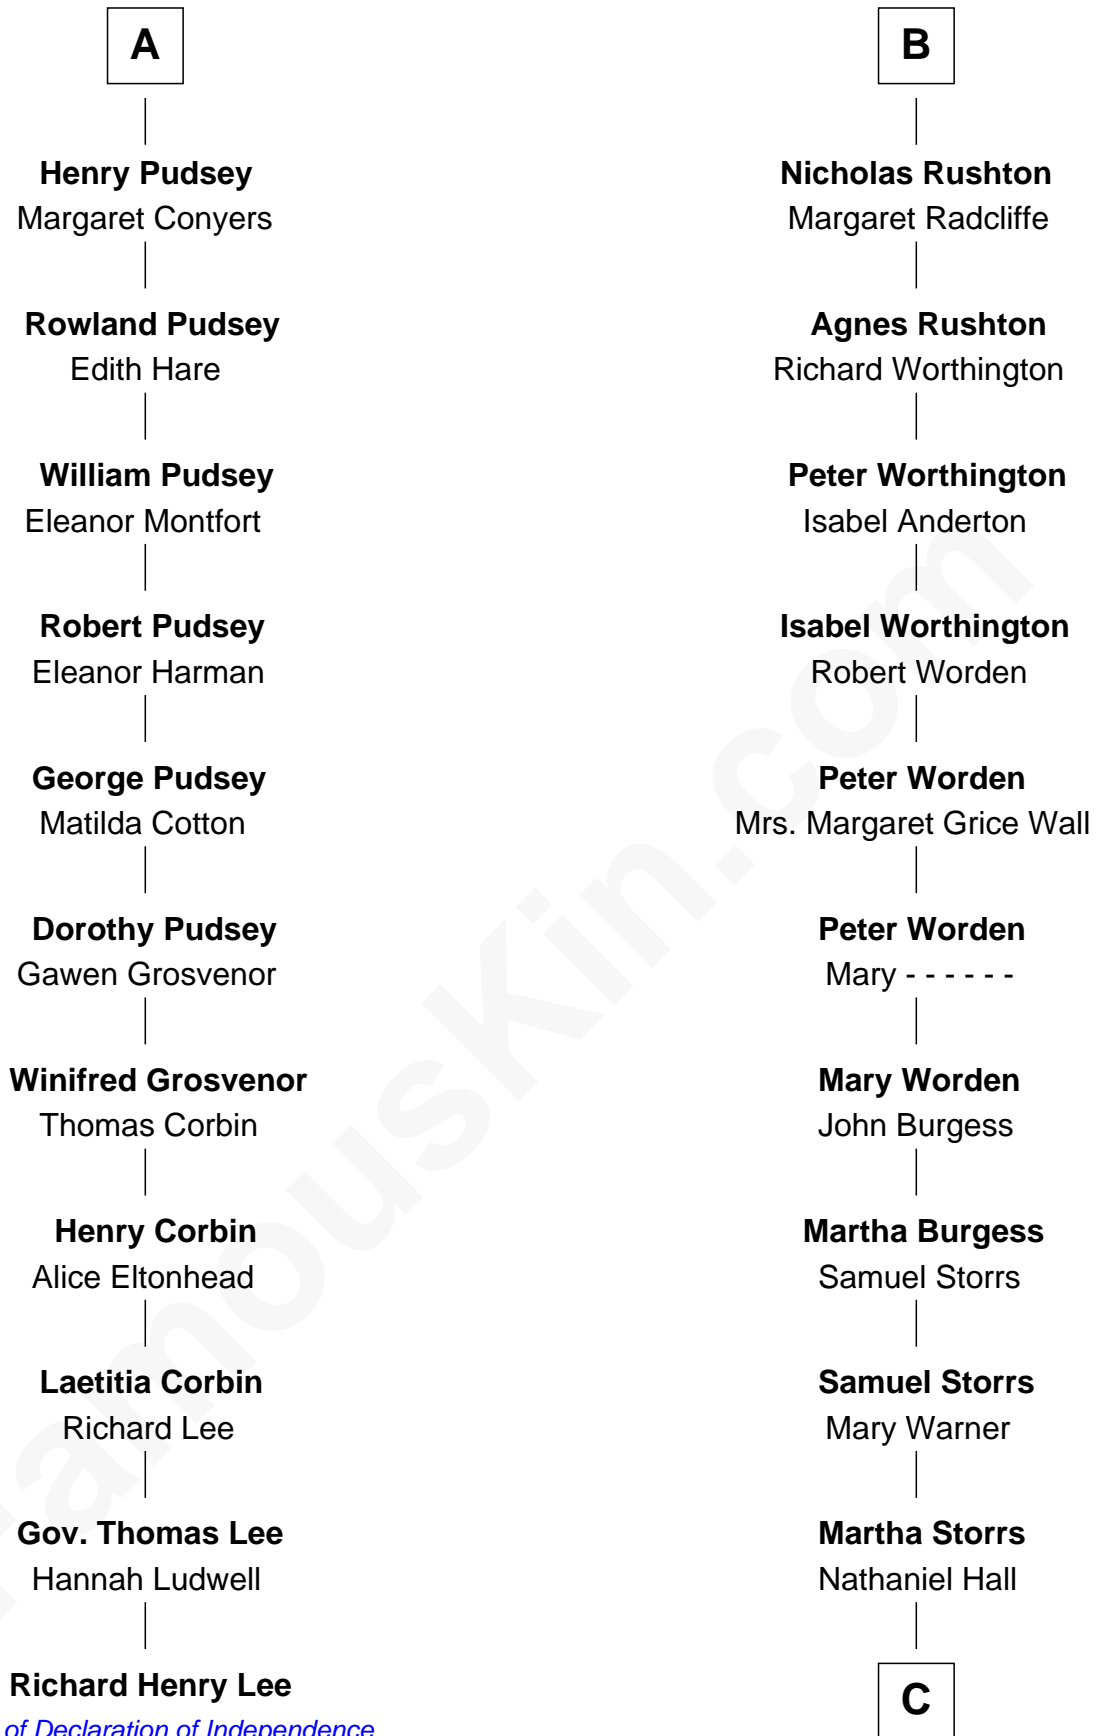 A
Henry Pudsey
Margaret Conyers
Rowland Pudsey
Edith Hare
William Pudsey
Eleanor Montfort
Robert Pudsey
Eleanor Harman
George Pudsey
Matilda Cotton
Dorothy Pudsey
Gawen Grosvenor
Winifred Grosvenor
Thomas Corbin
Henry Corbin
Alice Eltonhead
Laetitia Corbin
Richard Lee
Gov. Thomas Lee
Hannah Ludwell
Richard Henry Lee
of Declaration of Independence
B
Nicholas Rushton
Margaret Radcliffe
Agnes Rushton
Richard Worthington
Peter Worthington
Isabel Anderton
Isabel Worthington
Robert Worden
Peter Worden
Mrs. Margaret Grice Wall
Peter Worden
Mary - - - - - -
Mary Worden
John Burgess
Martha Burgess
Samuel Storrs
Samuel Storrs
Mary Warner
Martha Storrs
Nathaniel Hall
C
FamousKin.com